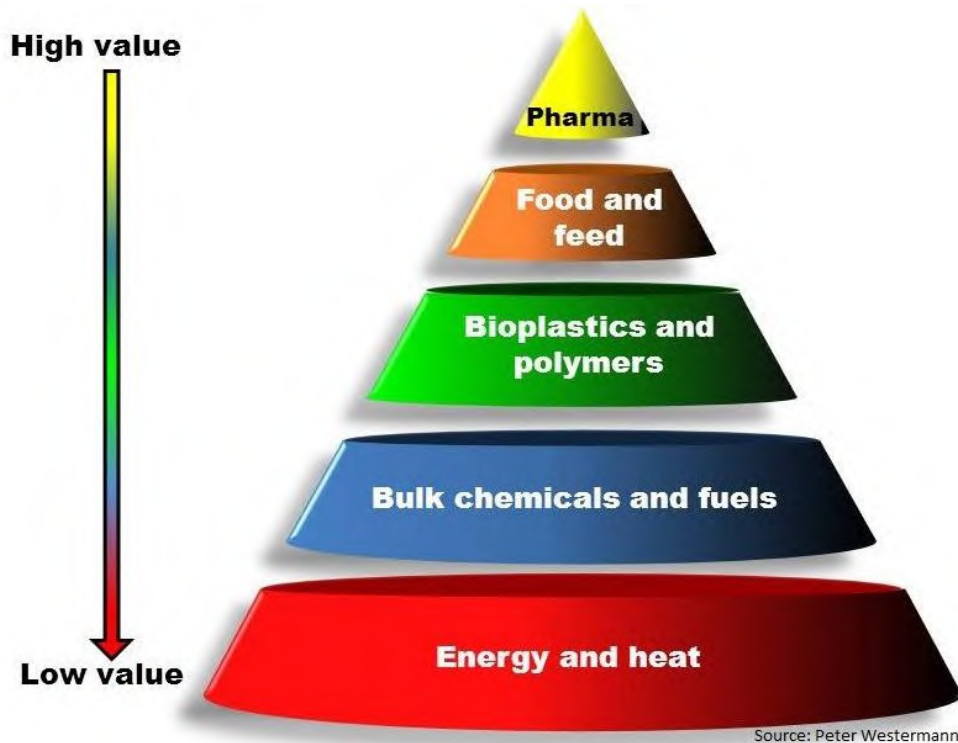 High value
Pharma
Food and
feed
Bioplastics and
polymers
Bulk chemicals and fuels
Energy and heat
Low value
Source: Peter Westermann